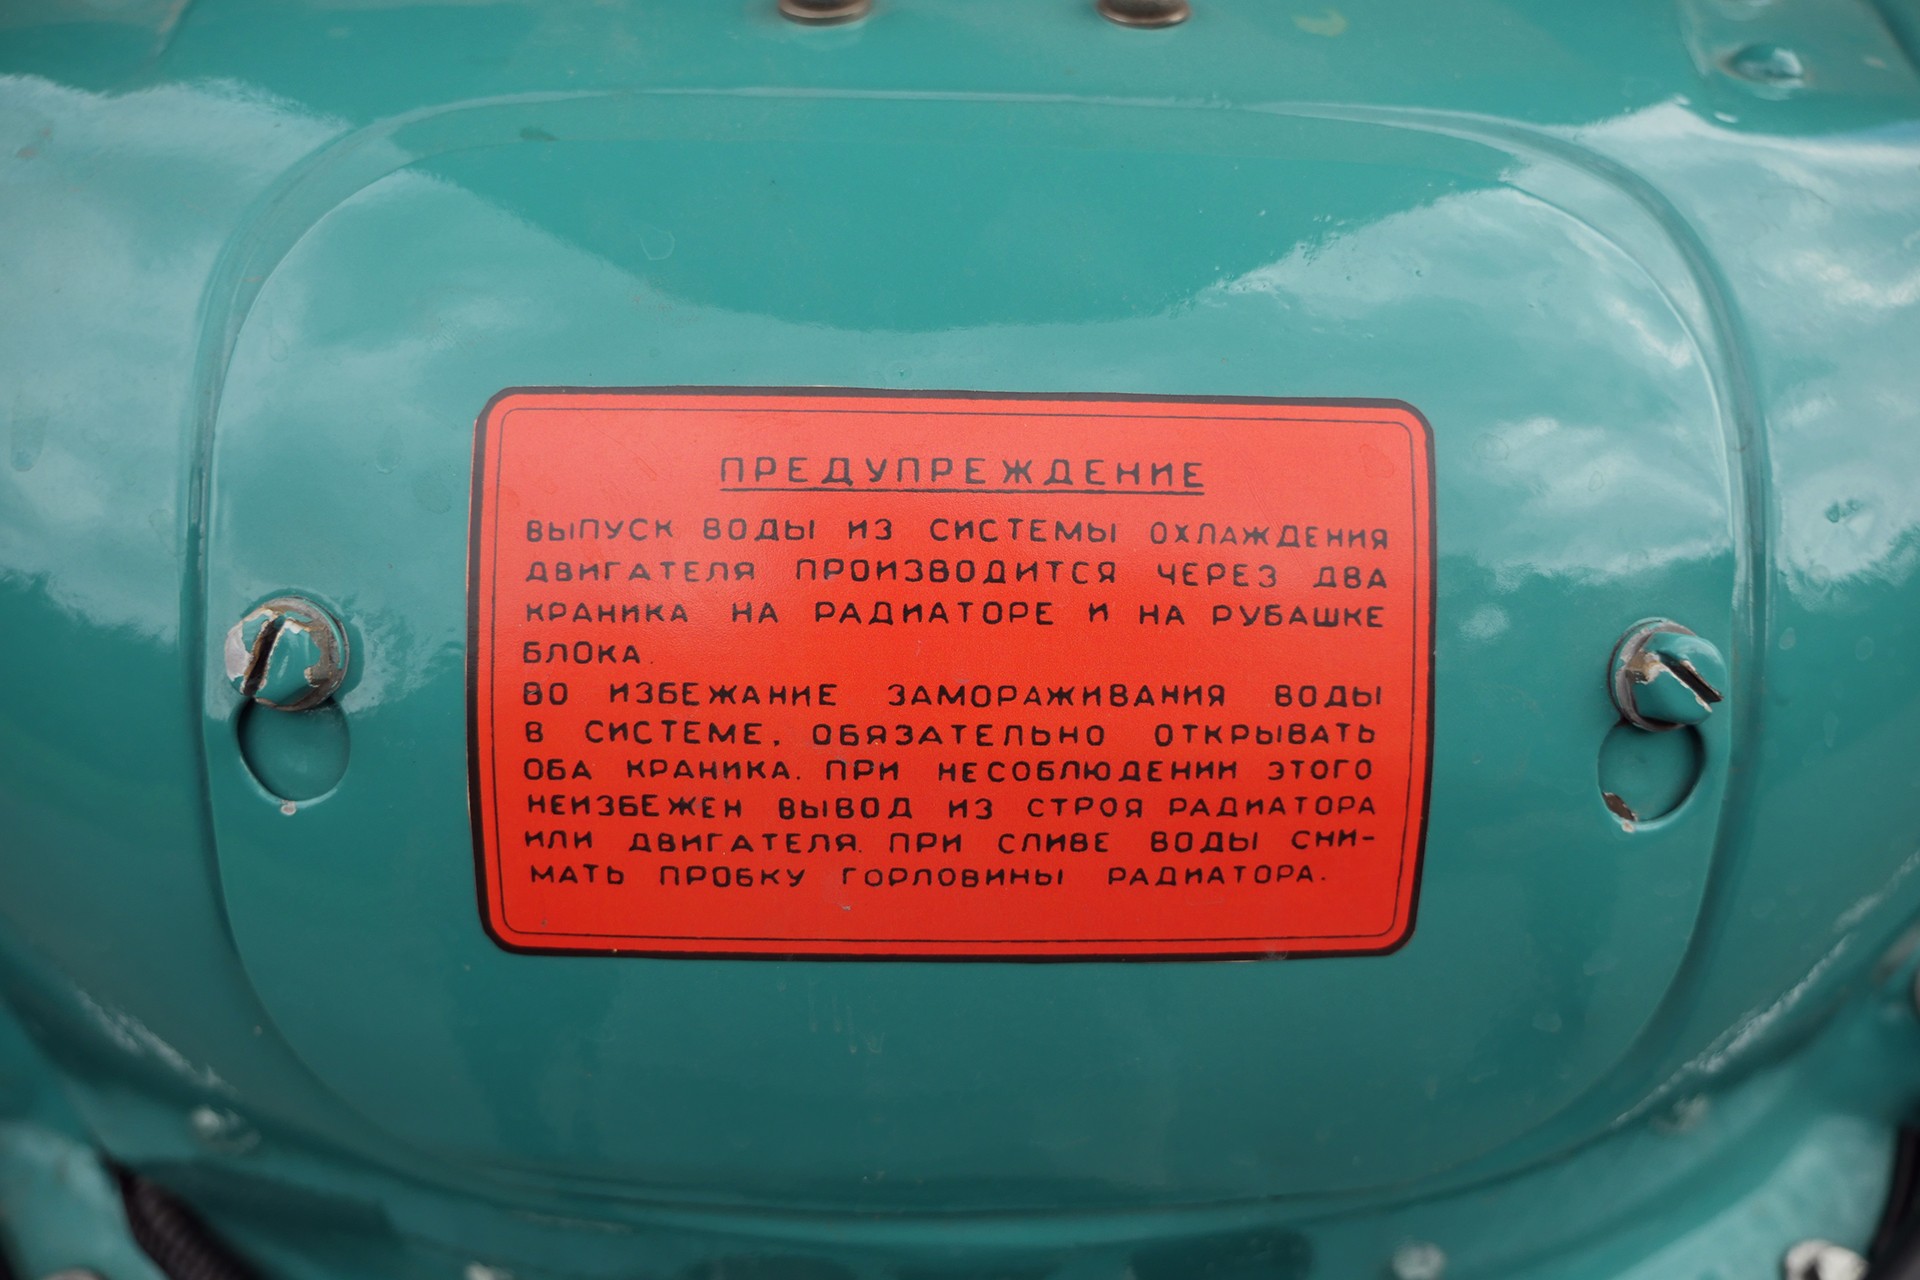 ПРЕДУПРЕЖДЕНИЕ
ВЫПУСК ВОДЫ ИЗ СИСТЕМЫ ОХЛАЖДЕНИЯ
ДВИГАТЕЛЯ ПРОИЗВОДИТСЯ ЧЕРЕЗ ДВА
КРАНИКА НА РАДИАТОРЕ И НА РУБАШКЕ
БЛОКА.
ВО ИЗБЕЖАНИЕ ЗАМОРАЖИВАНИЯ ВОДЫ
В СИСТЕМЕ, ОБЯЗАТЕЛЬНО ОТКРЫВАТЬ
ОБА КРАНИКА. ПРИ НЕСОБЛЮДЕНИИ ЭТОГО
НЕИЗБЕЖЕН ВЫВОД ИЗ СТРОЯ РАДИАТОРА
ИЛИ ДВИГАТЕЛЯ. ПРИ СЛИВЕ ВОДЫ СНИ-
МАТЬ ПРОБКУ ГОРЛОВИНЫ РАДИАТОРА.